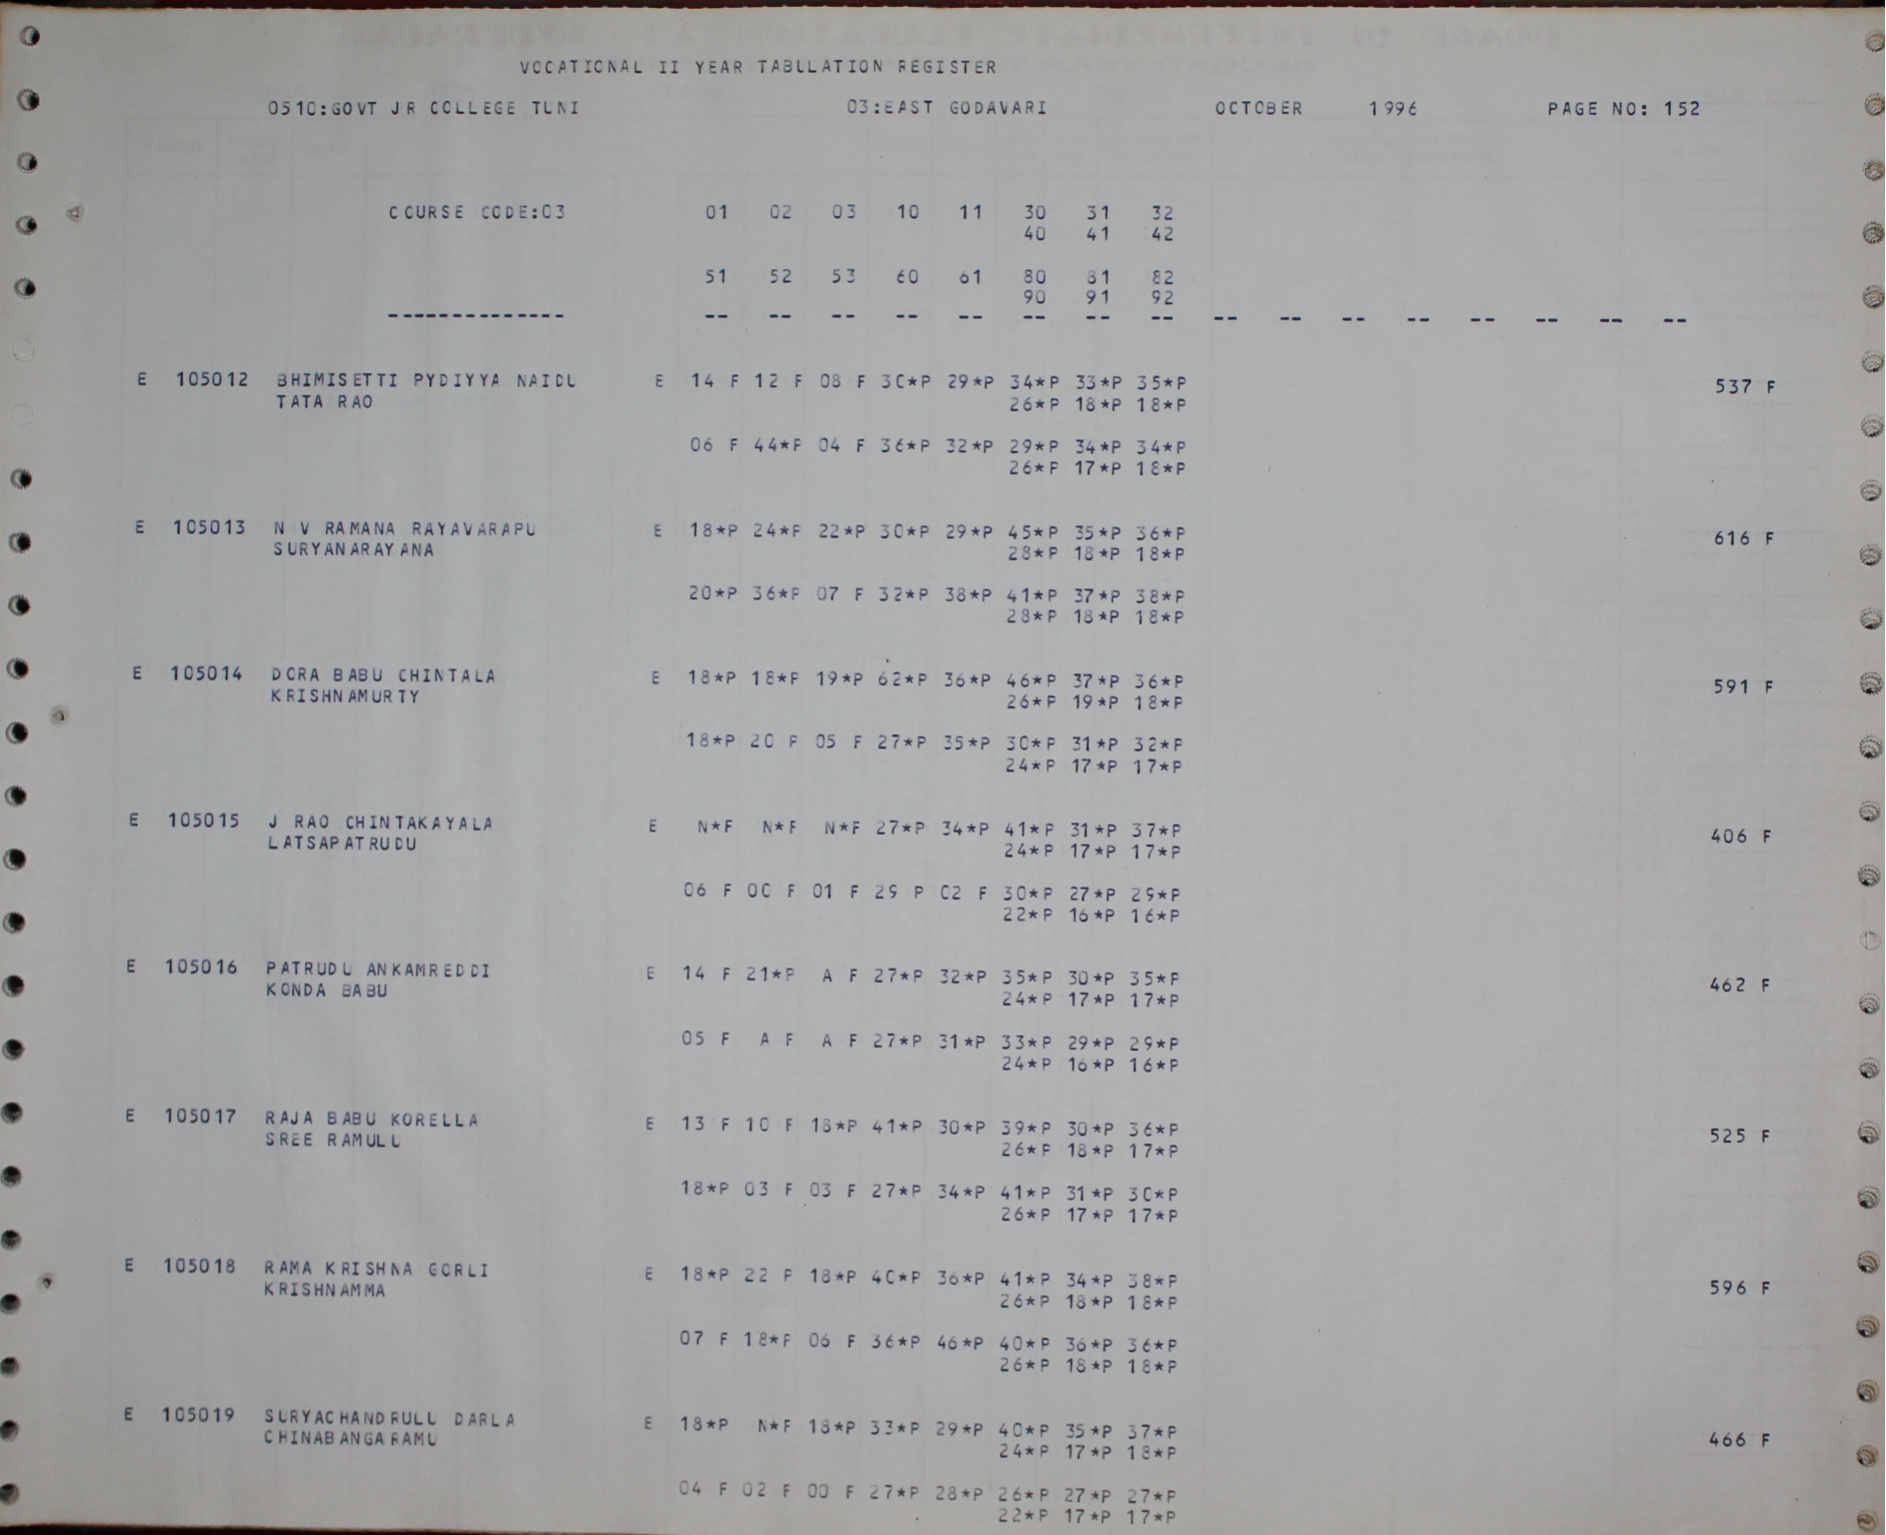 VOCATIONAL II YEAR TABULATION REGISTER
0510:GOVT JR COLLEGE TUNI 03:EAST GODAVARI OCTOBER 1996 PAGE NO: 152
COURSE CODE:03 01 02 03 10 11 30 31 32
40 41 42
51 52 53 60 61 80 81 82
90 91 92
-------------- -- -- -- -- -- -- -- -- -- -- -- -- -- -- -- --
E 105012 BHIMISETTI PYDIYYA NAIDU E 14 F 12 F 08 F 30*P 29*P 34*P 33*P 35*P 537 F
TATA RAO 26*P 18*P 18*P
06 F 44*P 04 F 36*P 32*P 29*P 34*P 34*P
26*P 17*P 18*P
E 105013 N V RAMANA RAYAVARAPU E 18*P 24*P 22*P 30*P 29*P 45*P 35*P 36*P 616 F
SURYANARAYANA 28*P 18*P 18*P
20*P 36*P 07 F 32*P 38*P 41*P 37*P 38*P
28*P 18*P 18*P
E 105014 DORA BABU CHINTALA E 18*P 18*P 19*P 62*P 36*P 46*P 37*P 36*P 591 F
KRISHNAMURTY 26*P 19*P 18*P
18*P 20 P 05 F 27*P 35*P 30*P 31*P 32*P
24*P 17*P 17*P
E 105015 J RAO CHINTAKAYALA E N*F N*F N*F 27*P 34*P 41*P 31*P 37*P 406 F
LATSAPATRUDU 24*P 17*P 17*P
06 F 00 F 01 F 29 P 02 F 30*P 27*P 29*P
22*P 16*P 16*P
E 105016 PATRUDU ANKAMREDDI E 14 F 21*P A F 27*P 32*P 35*P 30*P 35*P 462 F
KONDA BABU 24*P 17*P 17*P
05 F A F A F 27*P 31*P 33*P 29*P 29*P
24*P 16*P 16*P
E 105017 RAJA BABU KORELLA E 13 F 10 F 18*P 41*P 30*P 39*P 30*P 36*P 525 F
SREE RAMULU 26*P 18*P 17*P
18*P 03 F 03 F 27*P 34*P 41*P 31*P 30*P
26*P 17*P 17*P
E 105018 RAMA KRISHNA GORLI E 18*P 22 P 18*P 40*P 36*P 41*P 34*P 38*P 596 F
KRISHNAMMA 26*P 18*P 18*P
07 F 18*P 06 F 36*P 46*P 40*P 36*P 36*P
26*P 18*P 18*P
E 105019 SURYACHANDRULU DARLA E 18*P N*F 18*P 33*P 29*P 40*P 35*P 37*P 466 F
CHINABANGARAMU 24*P 17*P 18*P
04 F 02 F 00 F 27*P 28*P 26*P 27*P 27*P
22*P 17*P 17*P